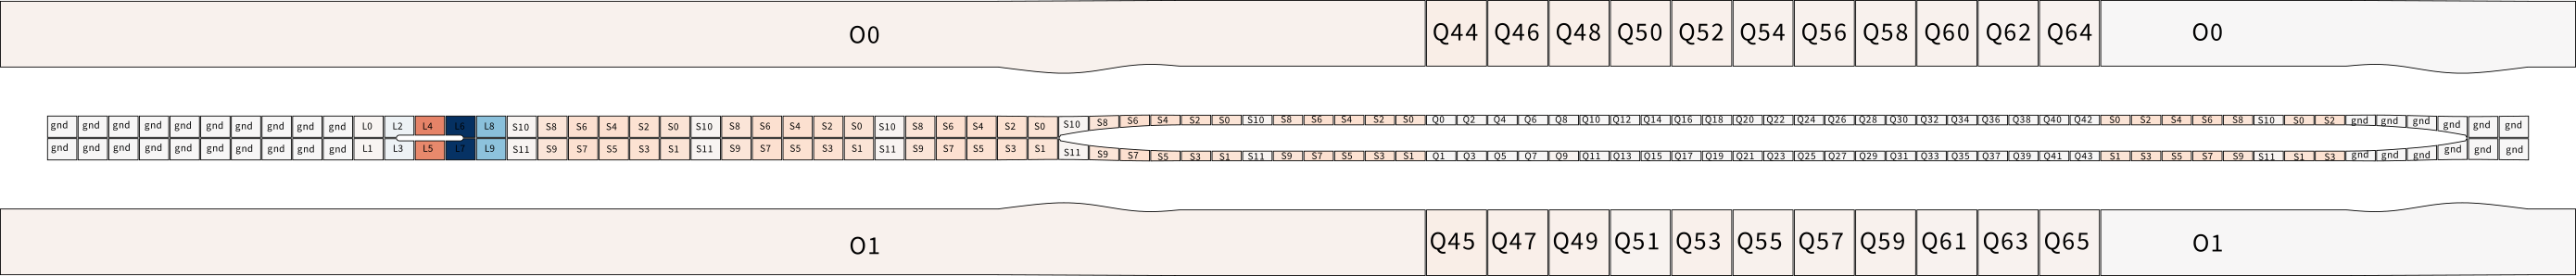 O0 Q44 Q46 Q48 Q50 Q52 Q54 Q56 Q58 Q60 Q62 Q64 O0
gnd gnd gnd gnd gnd gnd gnd gnd gnd gnd L0 L2 L4 L6 L8 S10 S8 S6 S4 S2 S0 S10 S8 S6 S4 S2 S0 S10 S8 S6 S4 S2 S0 S10 S8 S6 S4 S2 S0 S10 S8 S6 S4 S2 S0 Q0 Q2 Q4 Q6 Q8 Q10 Q12 Q14 Q16 Q18 Q20 Q22 Q24 Q26 Q28 Q30 Q32 Q34 Q36 Q38 Q40 Q42 S0 S2 S4 S6 S8 S10 S0 S2 gnd gnd gnd gnd gnd gnd
gnd gnd gnd gnd gnd gnd gnd gnd gnd gnd L1 L3 L5 L7 L9 S11 S9 S7 S5 S3 S1 S11 S9 S7 S5 S3 S1 S11 S9 S7 S5 S3 S1 S11 S9 S7 S5 S3 S1 S11 S9 S7 S5 S3 S1 Q1 Q3 Q5 Q7 Q9 Q11 Q13 Q15 Q17 Q19 Q21 Q23 Q25 Q27 Q29 Q31 Q33 Q35 Q37 Q39 Q41 Q43 S1 S3 S5 S7 S9 S11 S1 S3 gnd gnd gnd gnd gnd gnd
O1 Q45 Q47 Q49 Q51 Q53 Q55 Q57 Q59 Q61 Q63 Q65 O1